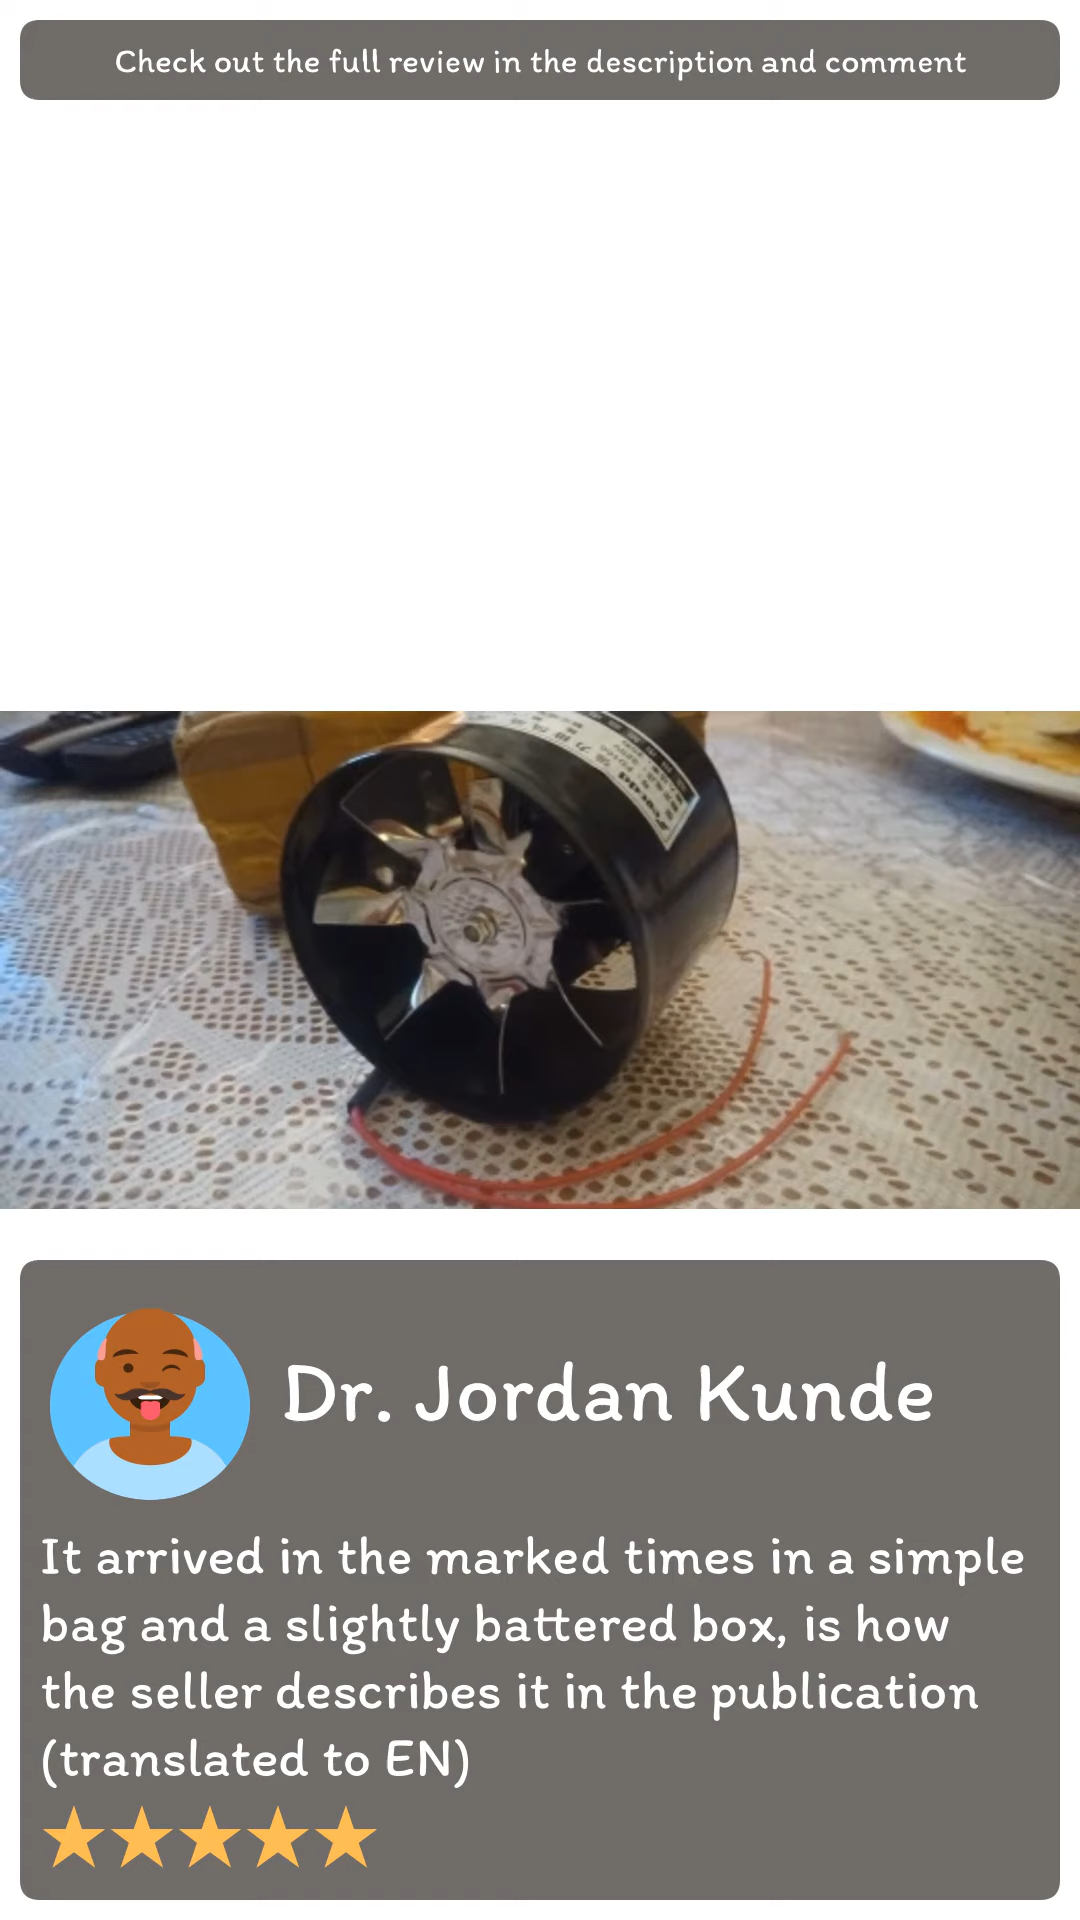 Check out the full review in the description and comment
Dr. Jordan Kunde
It arrived in the marked times in a simple
bag and a slightly battered box, is how
the seller describes it in the publication
(translated to EN)